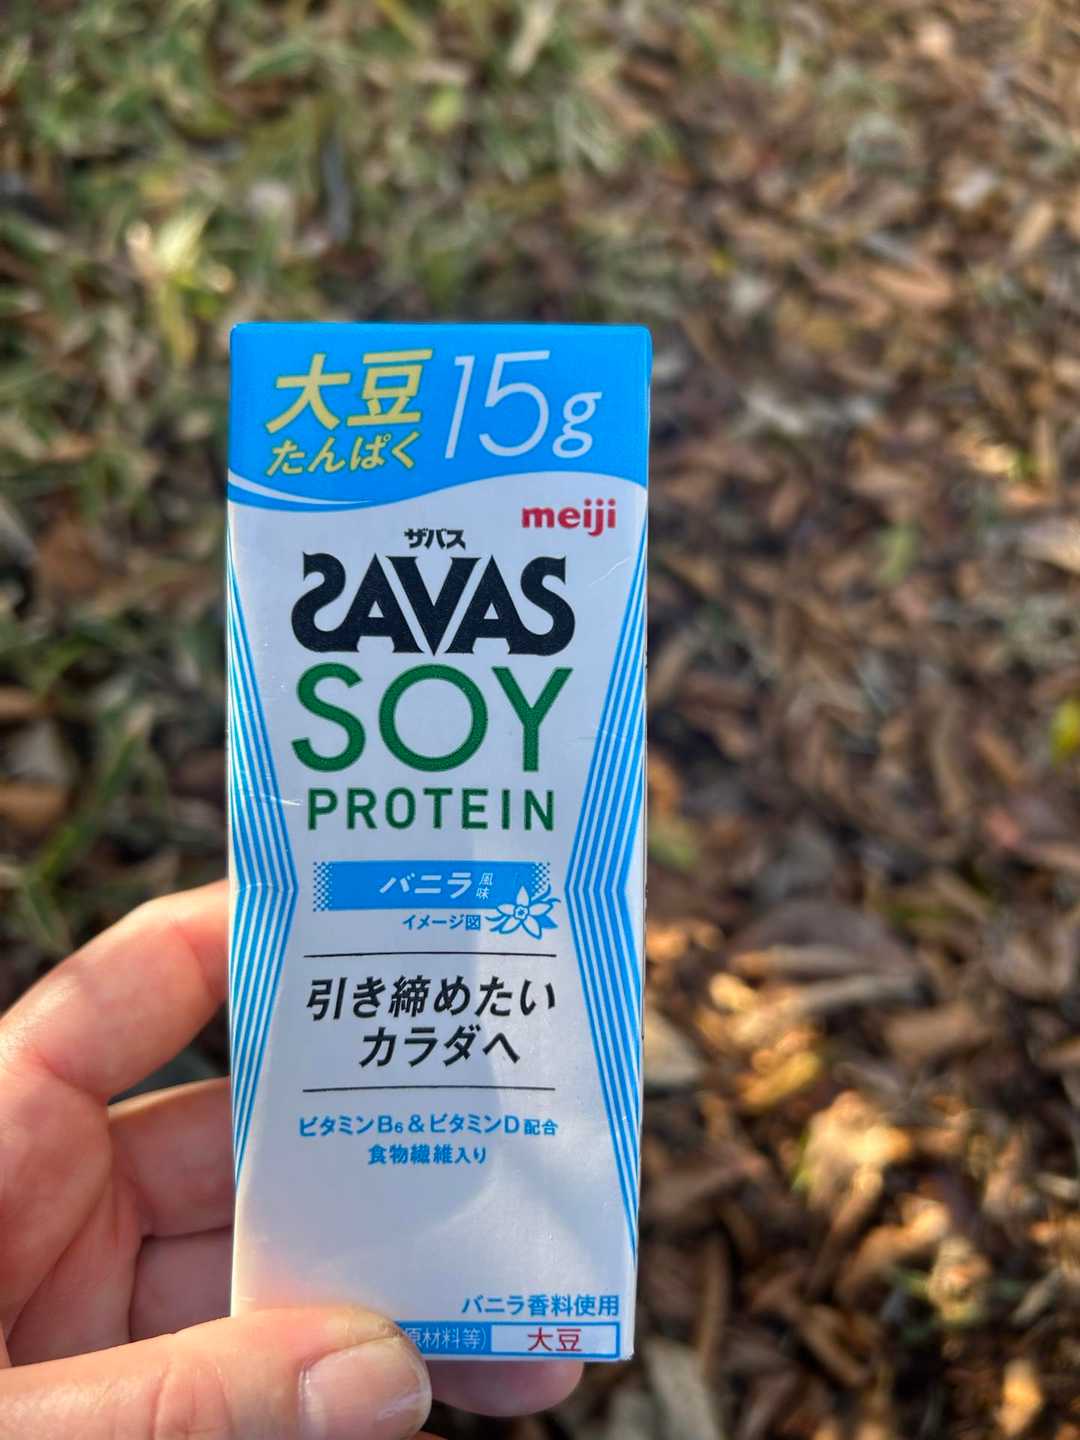 大豆
たんぱく
15g
meiji
ザバス
SAVAS
SOY
PROTEIN
バニラ風味
イメージ図
引き締めたい
カラダへ
ビタミンB6&ビタミンD配合
食物繊維入り
バニラ香料使用
原材料等) 大豆